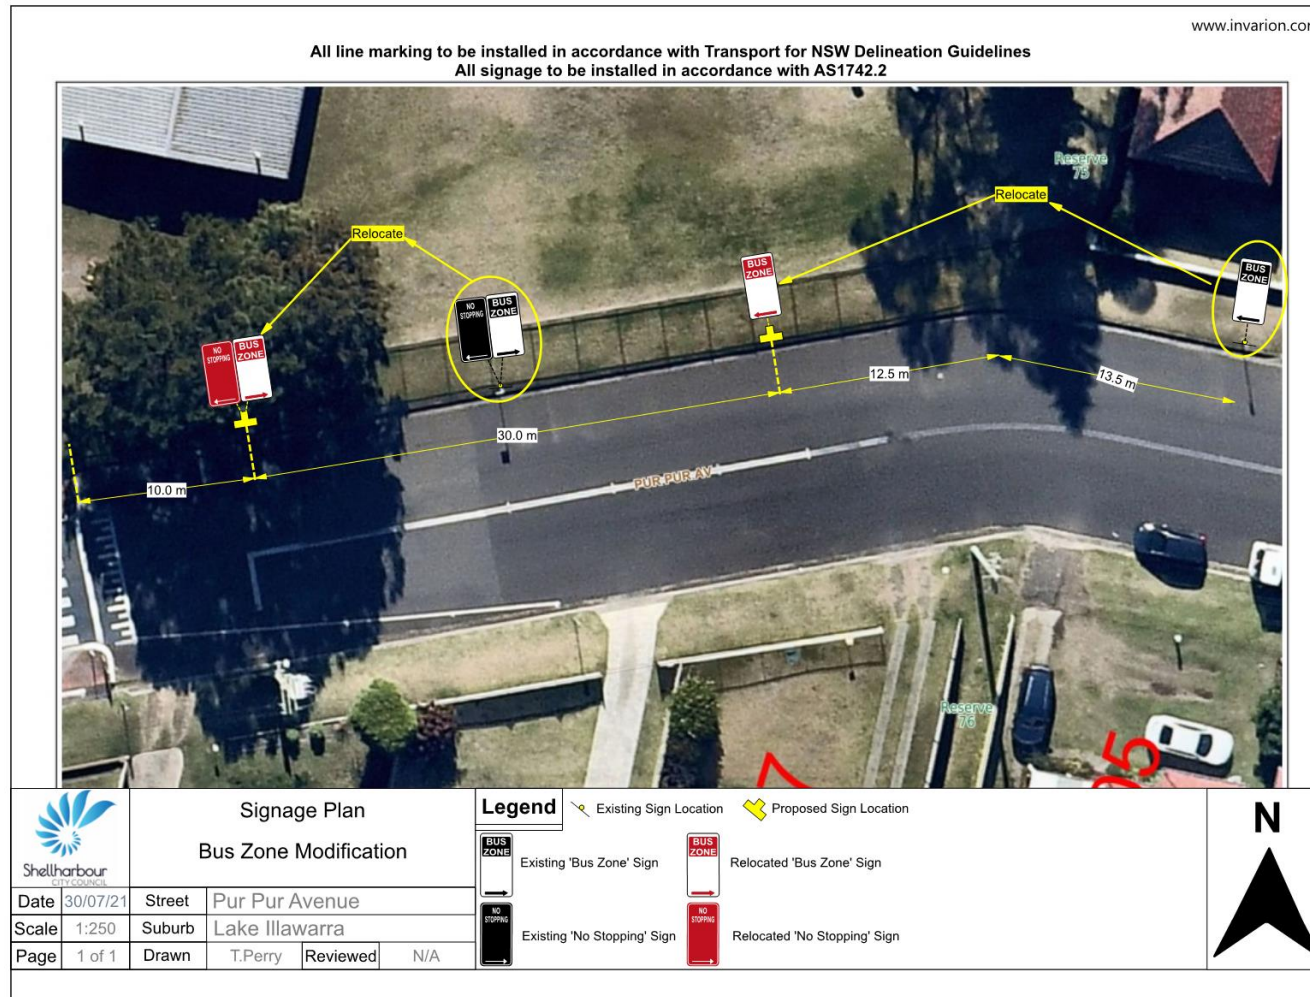 www.invarion.com
All line marking to be installed in accordance with Transport for NSW Delineation Guidelines
All signage to be installed in accordance with AS1742.2
Reserve
75
Relocate
Relocate
BUS
ZONE
BUS
ZONE
NO
STOPPING
BUS
ZONE
NO
STOPPING
BUS
ZONE
12.5 m
13.5 m
30.0 m
PUR PUR AV
10.0 m
Reserve
76
7
95
Shellharbour
CITY COUNCIL
Signage Plan
Bus Zone Modification
Date 30/07/21 Street Pur Pur Avenue
Scale 1:250 Suburb Lake Illawarra
Page 1 of 1 Drawn T.Perry Reviewed N/A
Legend Existing Sign Location Proposed Sign Location
BUS
ZONE
Existing 'Bus Zone' Sign
BUS
ZONE
Relocated 'Bus Zone' Sign
NO
STOPPING
Existing 'No Stopping' Sign
NO
STOPPING
Relocated 'No Stopping' Sign
N